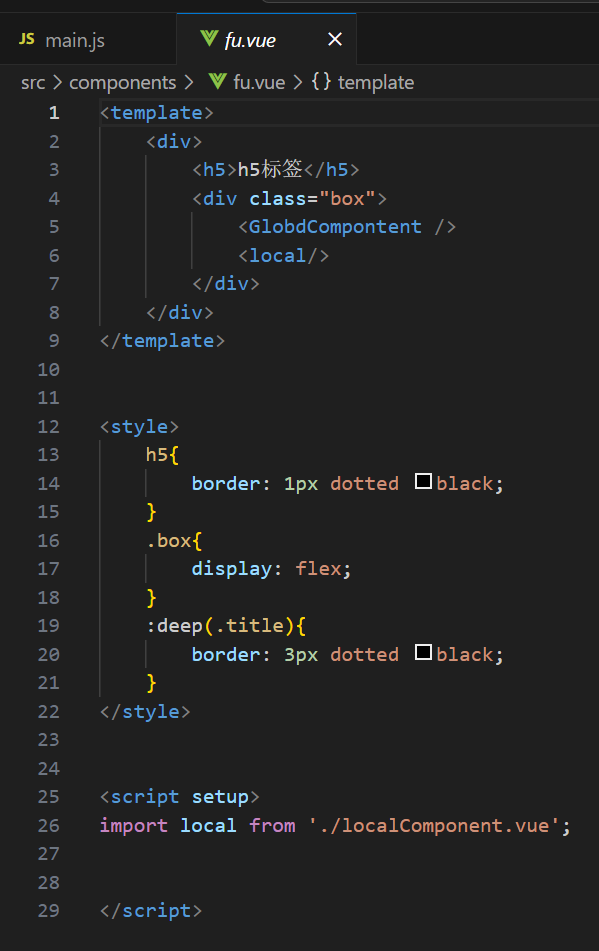 JS main.js fu.vue ×
src > components > fu.vue > {} template
1 <template>
2 <div>
3 <h5>h5标签</h5>
4 <div class="box">
5 <GlobdCompontent />
6 <local/>
7 </div>
8 </div>
9 </template>
10
11
12 <style>
13 h5{
14 border: 1px dotted black;
15 }
16 .box{
17 display: flex;
18 }
19 :deep(.title){
20 border: 3px dotted black;
21 }
22 </style>
23
24
25 <script setup>
26 import local from './localComponent.vue';
27
28
29 </script>